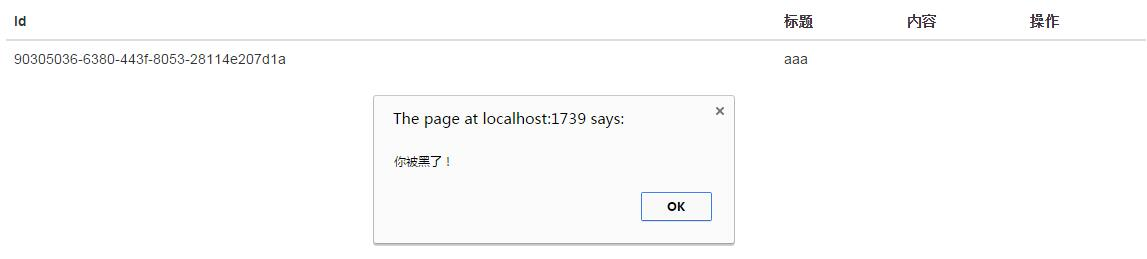 Id 标题 内容 操作
90305036-6380-443f-8053-28114e207d1a aaa
The page at localhost:1739 says:
你被黑了！
OK